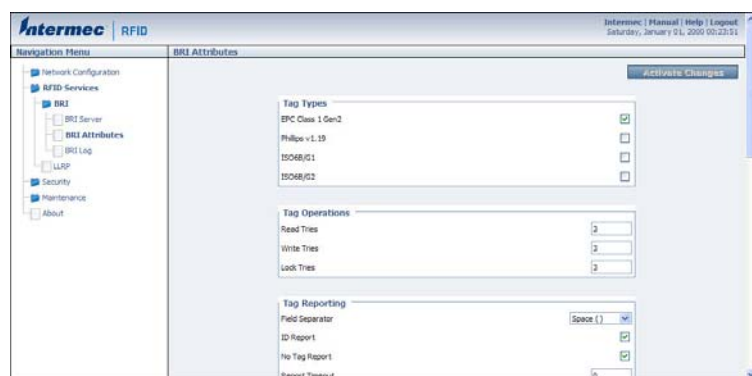 Intermec RFID
Intermec | Manual | Help | Logout
Saturday, January 01, 2000 00:23:51
Navigation Menu
BRI Attributes
Network Configuration
RFID Services
BRI
BRI Server
BRI Attributes
BRI Log
LLRP
Security
Maintenance
About
Activate Changes
Tag Types
EPC Class 1 Gen2
Philips v1.19
ISO6B/G1
ISO6B/G2
Tag Operations
Read Tries 3
Write Tries 3
Lock Tries 3
Tag Reporting
Field Separator Space ( )
ID Report
No Tag Report
Report Timeout 0